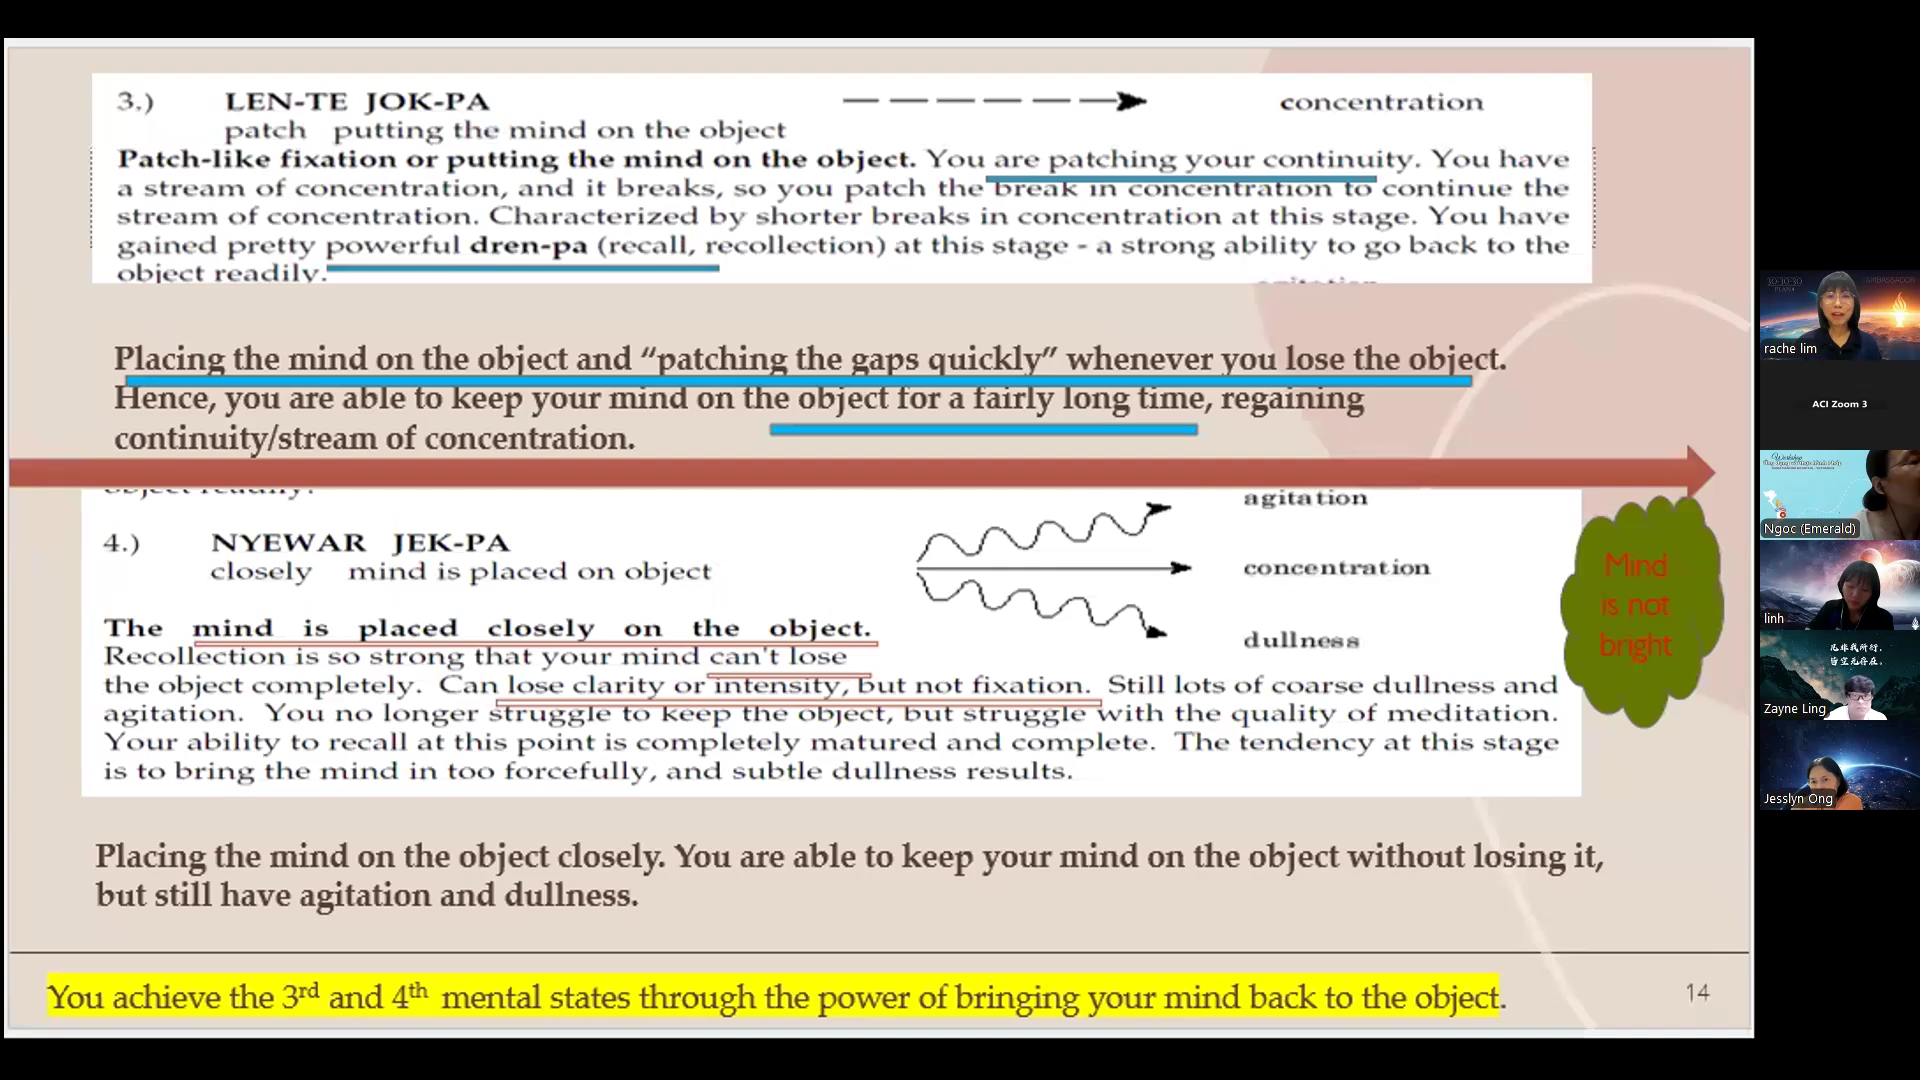 3.) LEN-TE JOK-PA concentration
patch putting the mind on the object
Patch-like fixation or putting the mind on the object. You are patching your continuity. You have
a stream of concentration, and it breaks, so you patch the break in concentration to continue the
stream of concentration. Characterized by shorter breaks in concentration at this stage. You have
gained pretty powerful dren-pa (recall, recollection) at this stage - a strong ability to go back to the
object readily.
Placing the mind on the object and “patching the gaps quickly” whenever you lose the object.
Hence, you are able to keep your mind on the object for a fairly long time, regaining
continuity/stream of concentration.
agitation
4.) NYEWAR JEK-PA
closely mind is placed on object
concentration
The mind is placed closely on the object.
dullness
Recollection is so strong that your mind can't lose
the object completely. Can lose clarity or intensity, but not fixation. Still lots of coarse dullness and
agitation. You no longer struggle to keep the object, but struggle with the quality of meditation.
Your ability to recall at this point is completely matured and complete. The tendency at this stage
is to bring the mind in too forcefully, and subtle dullness results.
Mind
is not
bright
Placing the mind on the object closely. You are able to keep your mind on the object without losing it,
but still have agitation and dullness.
You achieve the 3rd and 4th mental states through the power of bringing your mind back to the object.
14
rache lim
ACI Zoom 3
Workshop
Ngoc (Emerald)
linh
凡非我所行,
皆空无存在。
Zayne Ling
Jesslyn Ong